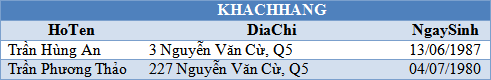 KHACHHANG
HoTen DiaChi NgaySinh
Trần Hùng An 3 Nguyễn Văn Cừ, Q5 13/06/1987
Trần Phương Thảo 227 Nguyễn Văn Cừ, Q5 04/07/1980